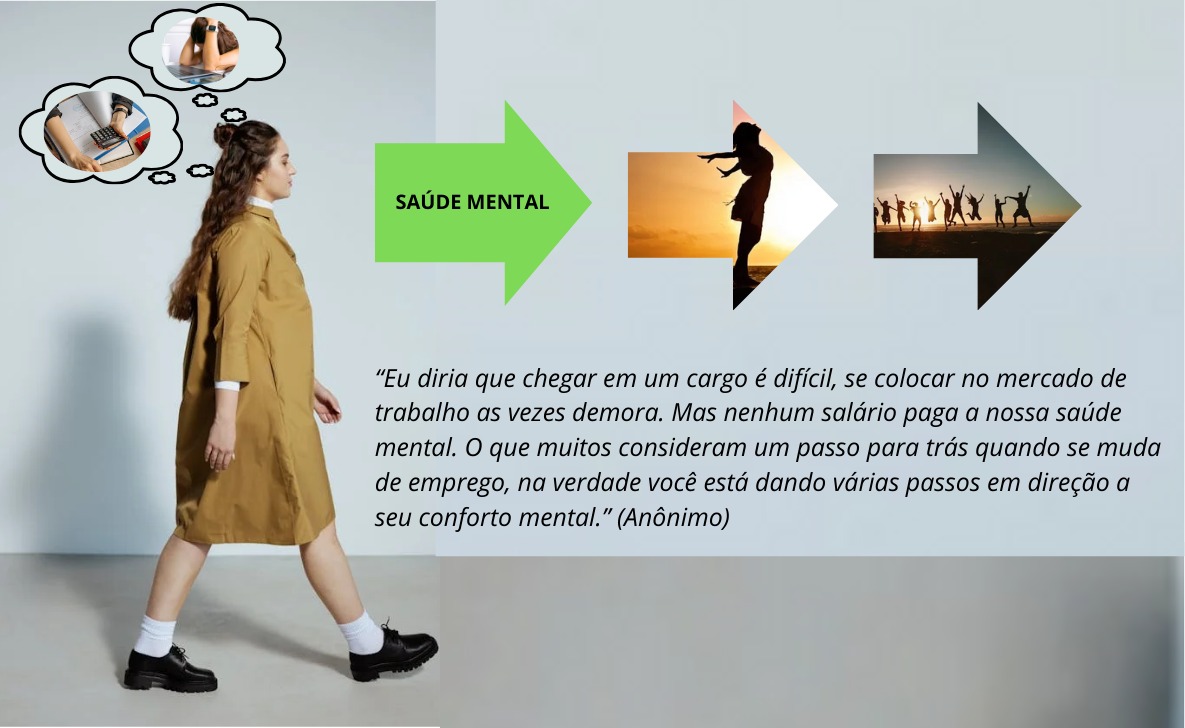 SAÚDE MENTAL
“Eu diria que chegar em um cargo é difícil, se colocar no mercado de
trabalho as vezes demora. Mas nenhum salário paga a nossa saúde
mental. O que muitos consideram um passo para trás quando se muda
de emprego, na verdade você está dando várias passos em direção a
seu conforto mental.” (Anônimo)